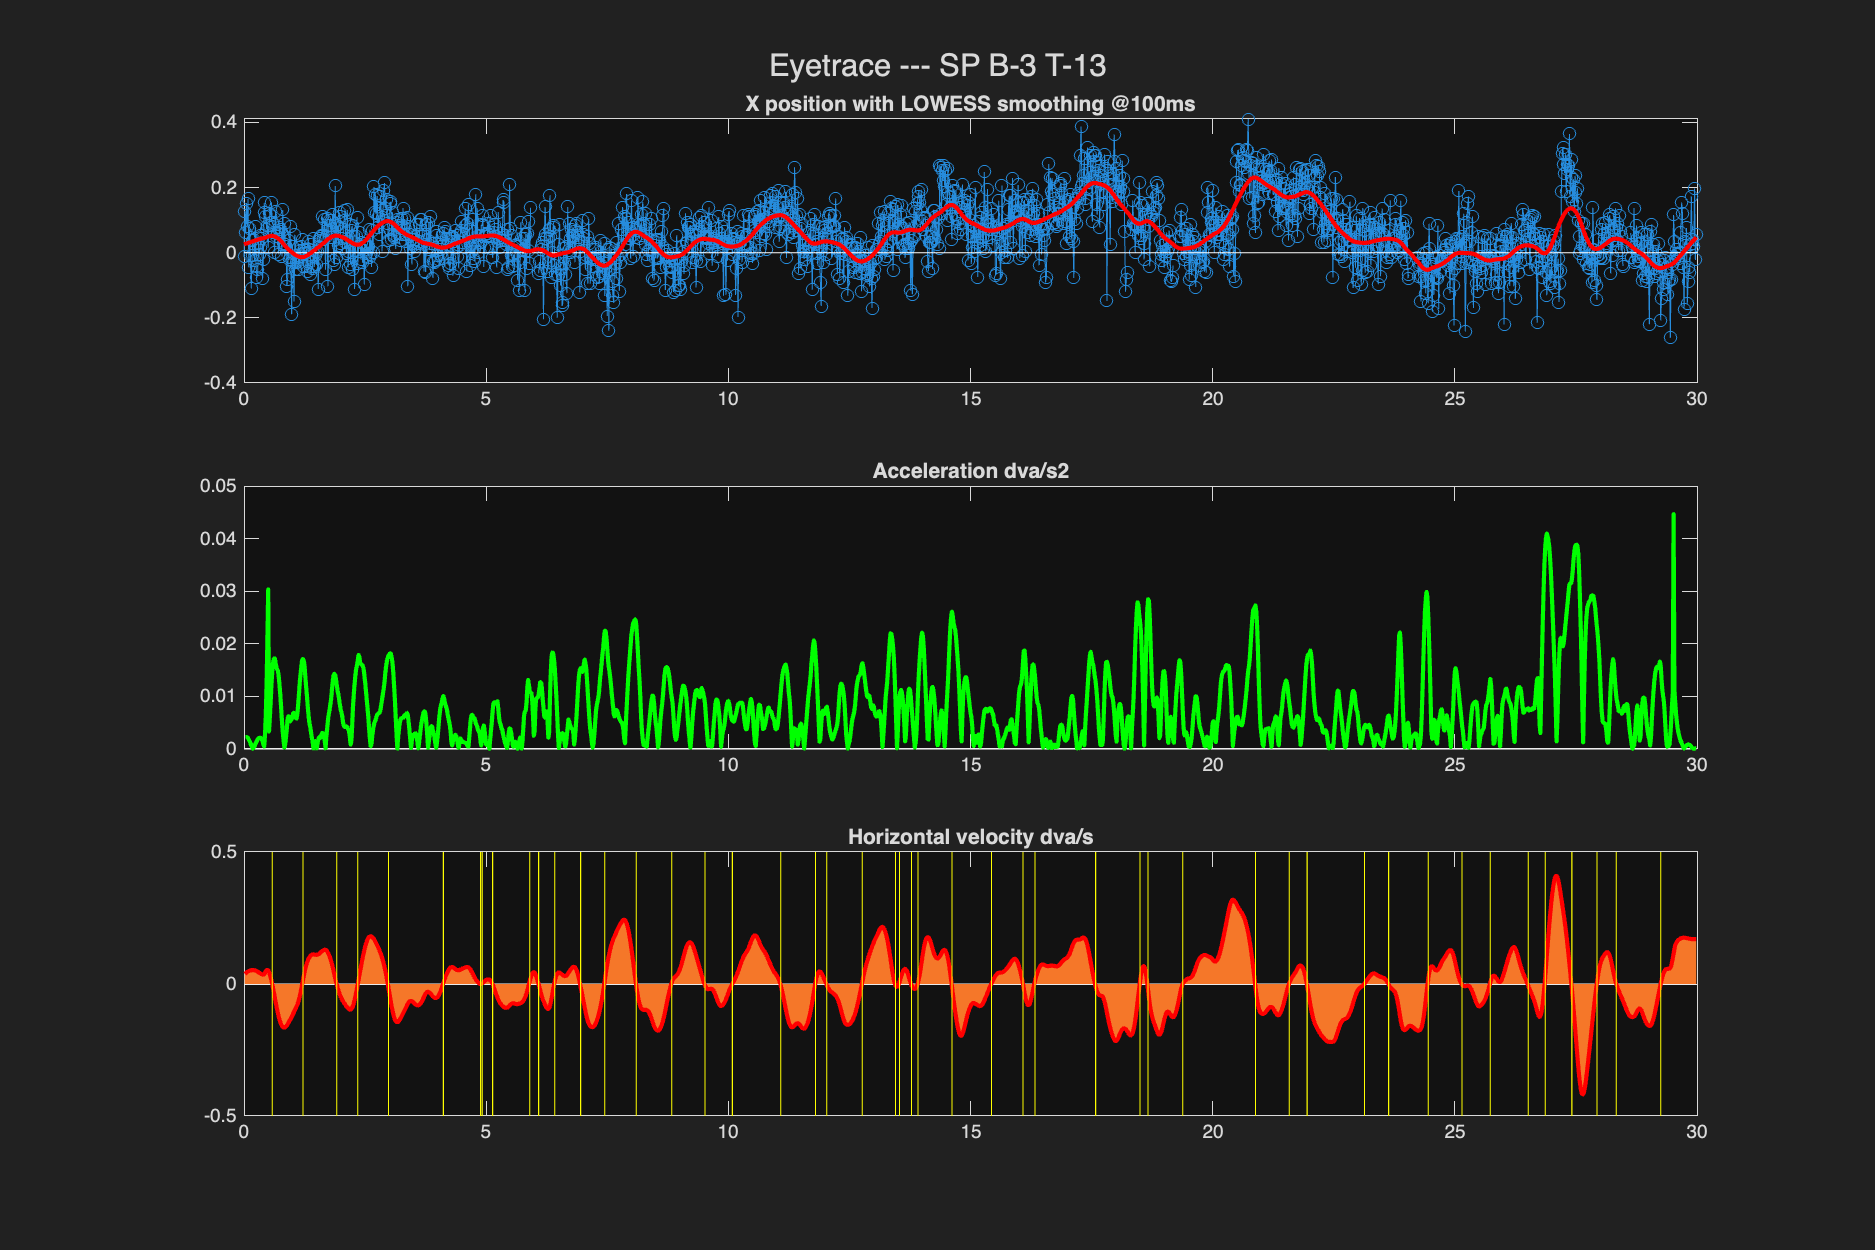 Eyetrace --- SP B-3 T-13
X position with LOWESS smoothing @100ms
0.4
0.2
0
-0.2
-0.4
0 5 10 15 20 25 30
Acceleration dva/s2
0.05
0.04
0.03
0.02
0.01
0
0 5 10 15 20 25 30
Horizontal velocity dva/s
0.5
0
-0.5
0 5 10 15 20 25 30